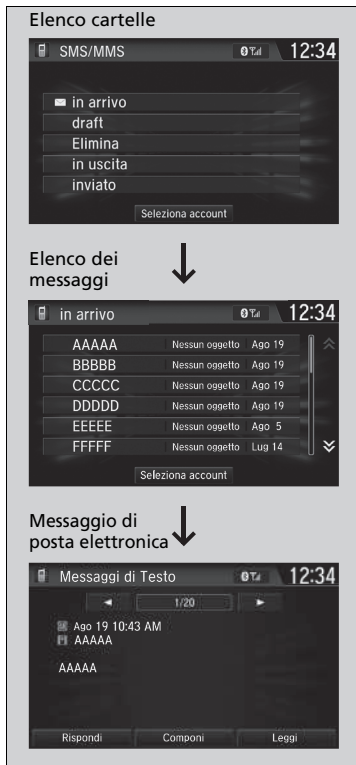 Elenco cartelle
SMS/MMS 12:34
in arrivo
draft
Elimina
in uscita
inviato
Seleziona account
Elenco dei
messaggi
in arrivo 12:34
AAAAA Nessun oggetto Ago 19
BBBBB Nessun oggetto Ago 19
CCCCC Nessun oggetto Ago 19
DDDDD Nessun oggetto Ago 19
EEEEE Nessun oggetto Ago 5
FFFFF Nessun oggetto Lug 14
Seleziona account
Messaggio di
posta elettronica
Messaggi di Testo 12:34
1/20
Ago 19 10:43 AM
AAAAA
AAAAA
Rispondi Componi Leggi